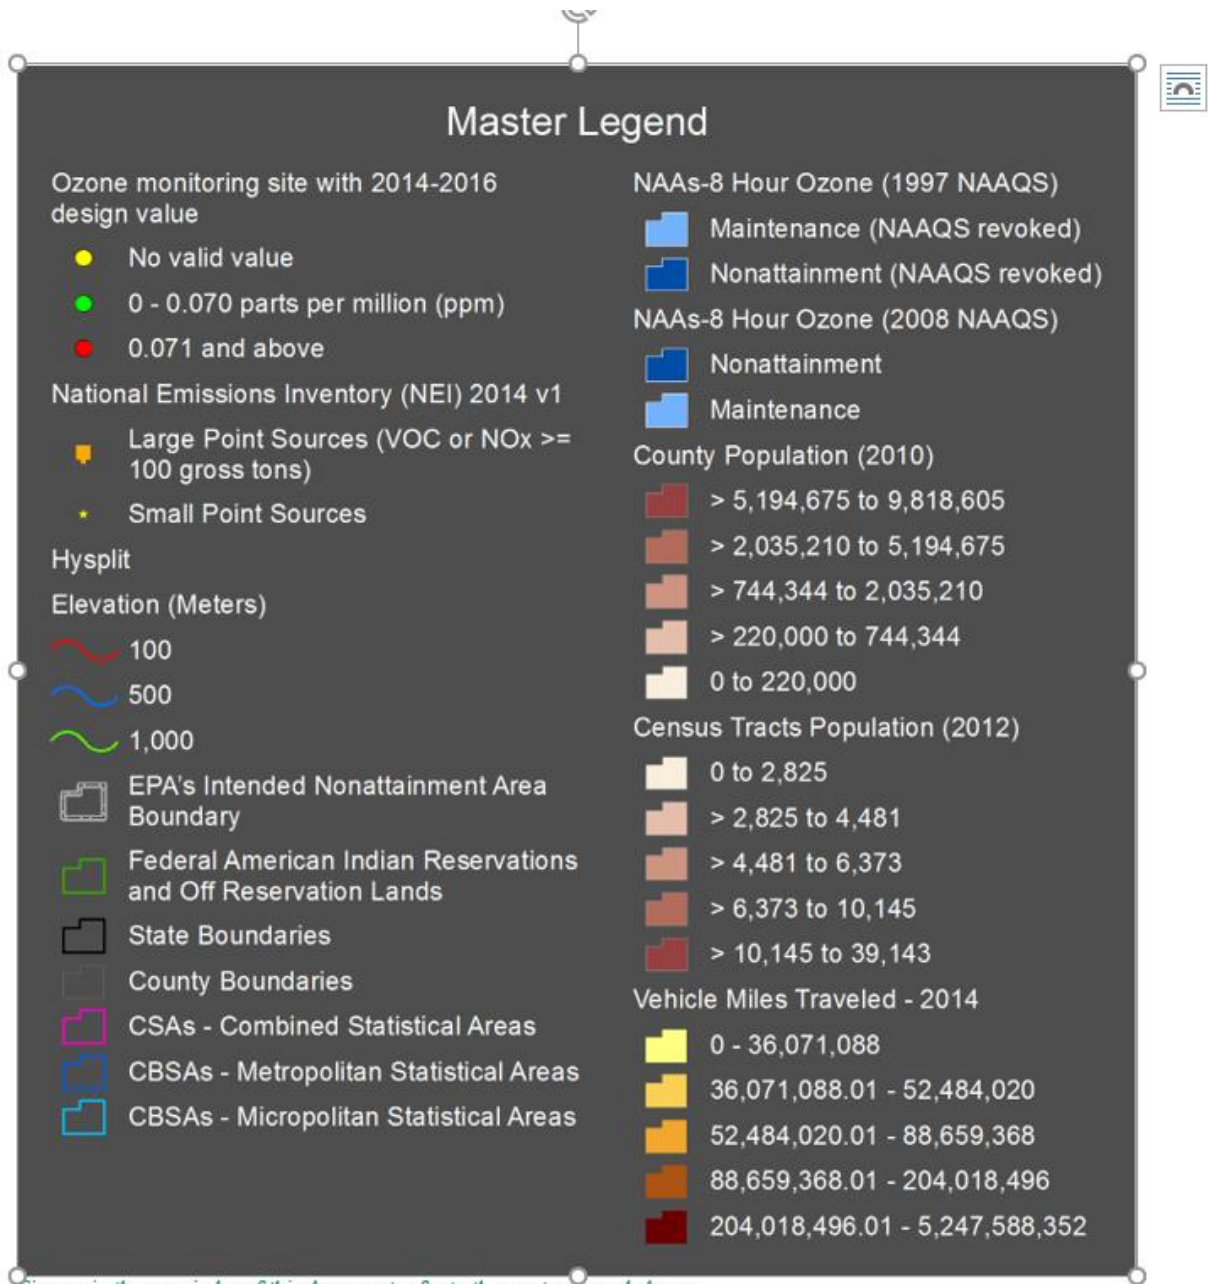 Master Legend
Ozone monitoring site with 2014-2016
design value
No valid value
0 - 0.070 parts per million (ppm)
0.071 and above
National Emissions Inventory (NEI) 2014 v1
Large Point Sources (VOC or NOx >=
100 gross tons)
Small Point Sources
Hysplit
Elevation (Meters)
100
500
1,000
EPA's Intended Nonattainment Area
Boundary
Federal American Indian Reservations
and Off Reservation Lands
State Boundaries
County Boundaries
CSAs - Combined Statistical Areas
CBSAs - Metropolitan Statistical Areas
CBSAs - Micropolitan Statistical Areas
NAAs-8 Hour Ozone (1997 NAAQS)
Maintenance (NAAQS revoked)
Nonattainment (NAAQS revoked)
NAAs-8 Hour Ozone (2008 NAAQS)
Nonattainment
Maintenance
County Population (2010)
> 5,194,675 to 9,818,605
> 2,035,210 to 5,194,675
> 744,344 to 2,035,210
> 220,000 to 744,344
0 to 220,000
Census Tracts Population (2012)
0 to 2,825
> 2,825 to 4,481
> 4,481 to 6,373
> 6,373 to 10,145
> 10,145 to 39,143
Vehicle Miles Traveled - 2014
0 - 36,071,088
36,071,088.01 - 52,484,020
52,484,020.01 - 88,659,368
88,659,368.01 - 204,018,496
204,018,496.01 - 5,247,588,352